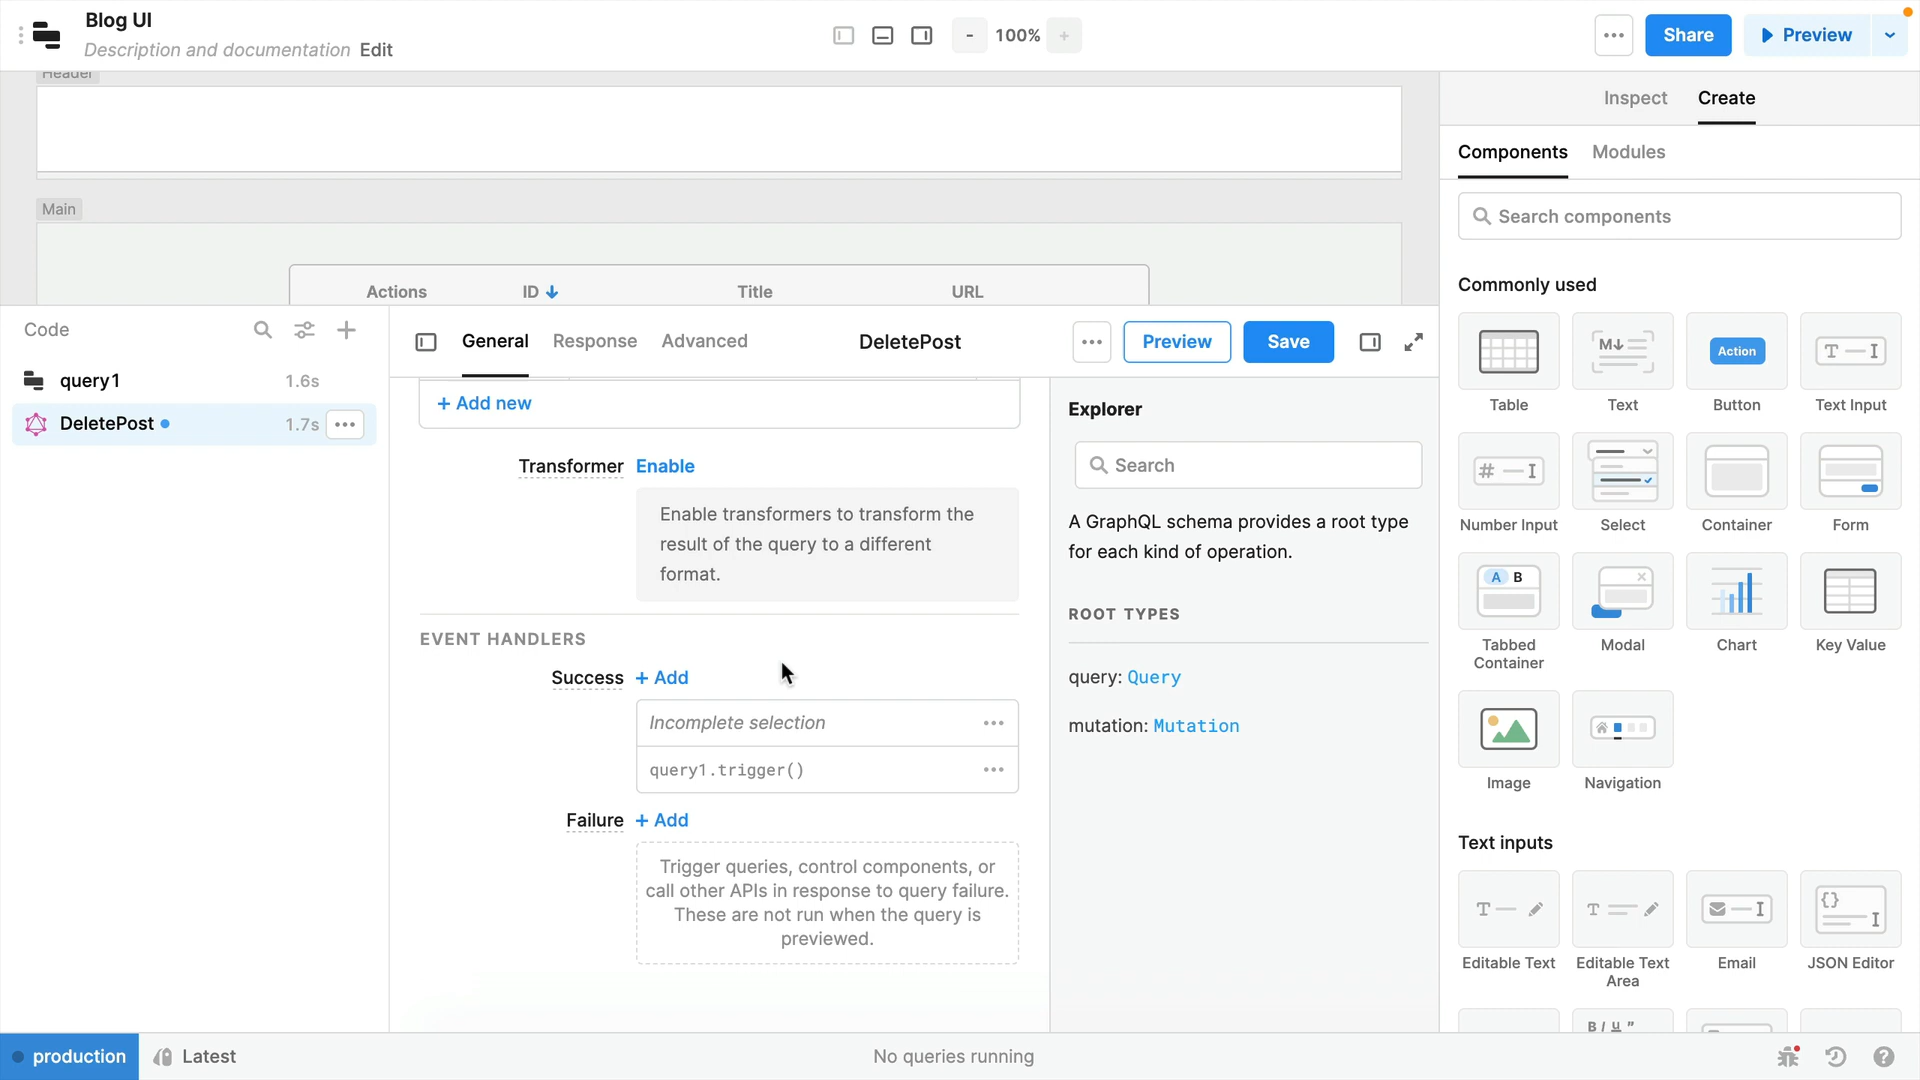 Blog UI
Description and documentation Edit
- 100% +
Share
Preview
Header
Main
Actions ID Title URL
Inspect Create
Components Modules
Search components
Commonly used
Action
Table Text Button Text Input
Number Input Select Container Form
A B
Tabbed
Container
Modal Chart Key Value
Image Navigation
Text inputs
Editable Text
Editable Text
Area
Email JSON Editor
B I U "
Code
query1 1.6s
DeletePost 1.7s
General Response Advanced
DeletePost
Preview
Save
+ Add new
Transformer Enable
Enable transformers to transform the
result of the query to a different
format.
EVENT HANDLERS
Success + Add
Incomplete selection
query1.trigger()
Failure + Add
Trigger queries, control components, or
call other APIs in response to query failure.
These are not run when the query is
previewed.
Explorer
Search
A GraphQL schema provides a root type
for each kind of operation.
ROOT TYPES
query: Query
mutation: Mutation
production
Latest
No queries running